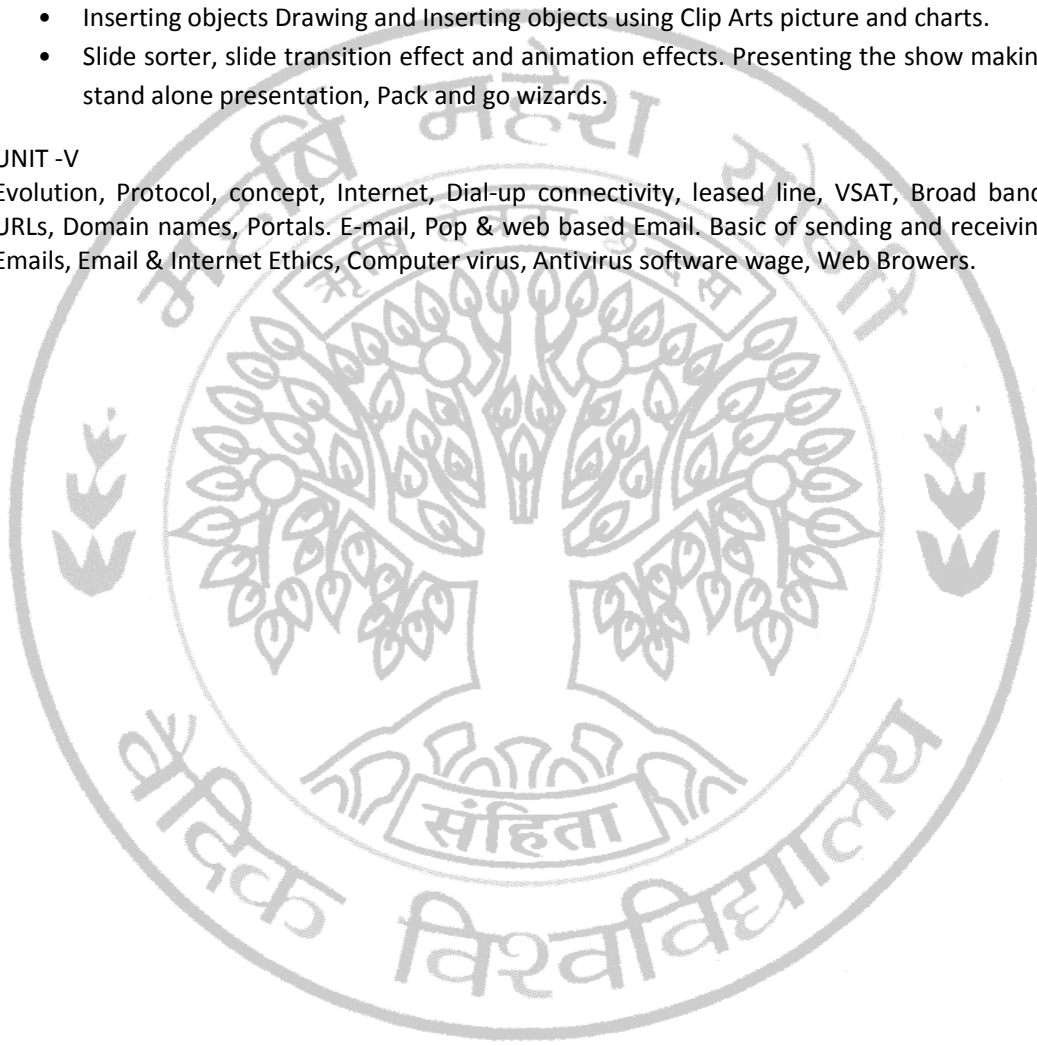 • Inserting objects Drawing and Inserting objects using Clip Arts picture and charts.
• Slide sorter, slide transition effect and animation effects. Presenting the show makin
stand alone presentation, Pack and go wizards.
UNIT -V
Evolution, Protocol, concept, Internet, Dial-up connectivity, leased line, VSAT, Broad band
URLs, Domain names, Portals. E-mail, Pop & web based Email. Basic of sending and receivin
Emails, Email & Internet Ethics, Computer virus, Antivirus software wage, Web Browers.
महर्षि महेश योगी
संहिता
वैदिक विश्वविद्यालय